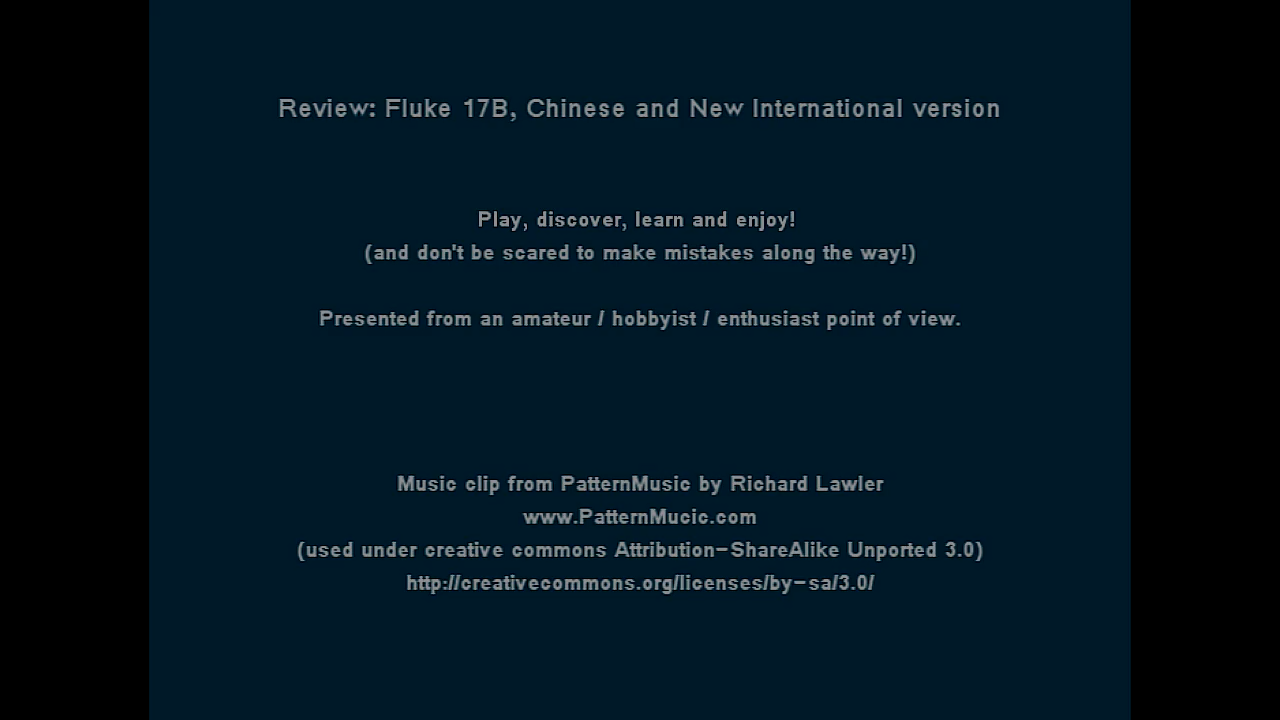 Review: Fluke 17B, Chinese and New International version
Play, discover, learn and enjoy!
(and don't be scared to make mistakes along the way!)
Presented from an amateur / hobbyist / enthusiast point of view.
Music clip from PatternMusic by Richard Lawler
www.PatternMucic.com
(used under creative commons Attribution-ShareAlike Unported 3.0)
http://creativecommons.org/licenses/by-sa/3.0/